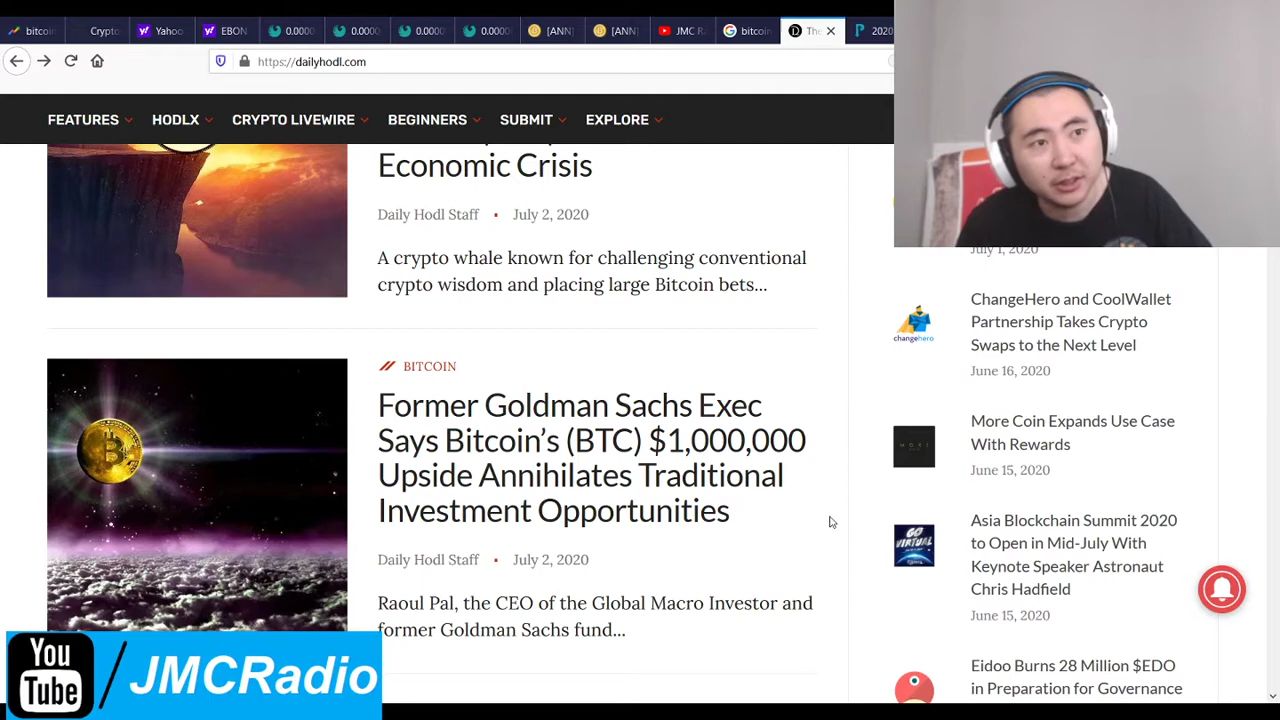 bitcoin
Crypto
Yahoo
EBON
0.0000
0.0000
0.0000
0.0000
[ANN]
[ANN]
JMC R
bitcoin
The
2020
https://dailyhodl.com
FEATURES
HODLX
CRYPTO LIVEWIRE
BEGINNERS
SUBMIT
EXPLORE
Economic Crisis
Daily Hodl Staff
July 2, 2020
A crypto whale known for challenging conventional
crypto wisdom and placing large Bitcoin bets...
BITCOIN
Former Goldman Sachs Exec
Says Bitcoin's (BTC) $1,000,000
Upside Annihilates Traditional
Investment Opportunities
Daily Hodl Staff
July 2, 2020
Raoul Pal, the CEO of the Global Macro Investor and
former Goldman Sachs fund...
July 1, 2020
ChangeHero and CoolWallet
Partnership Takes Crypto
Swaps to the Next Level
June 16, 2020
changehero
More Coin Expands Use Case
With Rewards
June 15, 2020
Asia Blockchain Summit 2020
to Open in Mid-July With
Keynote Speaker Astronaut
Chris Hadfield
June 15, 2020
GO
VIRTUAL
Eidoo Burns 28 Million $EDO
in Preparation for Governance
You
Tube
/JMCRadio